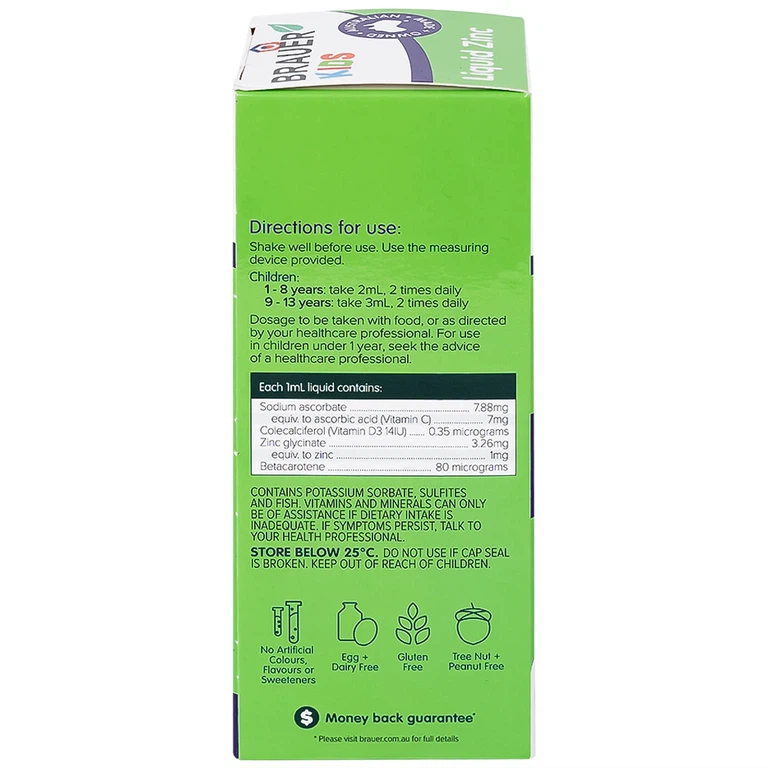 BRAUER
KIDS
AUSTRALIAN • MADE • OWNED
Liquid Zinc
Directions for use:
Shake well before use. Use the measuring
device provided.
Children:
1 - 8 years: take 2mL, 2 times daily
9 - 13 years: take 3mL, 2 times daily
Dosage to be taken with food, or as directed
by your healthcare professional. For use
in children under 1 year, seek the advice
of a healthcare professional.
Each 1mL liquid contains:
Sodium ascorbate 7.88mg
equiv. to ascorbic acid (Vitamin C) 7mg
Colecalciferol (Vitamin D3 14IU) 0.35 micrograms
Zinc glycinate 3.26mg
equiv. to zinc 1mg
Betacarotene 80 micrograms
CONTAINS POTASSIUM SORBATE, SULFITES
AND FISH. VITAMINS AND MINERALS CAN ONLY
BE OF ASSISTANCE IF DIETARY INTAKE IS
INADEQUATE. IF SYMPTOMS PERSIST, TALK TO
YOUR HEALTH PROFESSIONAL.
STORE BELOW 25°C. DO NOT USE IF CAP SEAL
IS BROKEN. KEEP OUT OF REACH OF CHILDREN.
No Artificial
Colours,
Flavours or
Sweeteners
Egg +
Dairy Free
Gluten
Free
Tree Nut +
Peanut Free
$ Money back guarantee*
* Please visit brauer.com.au for full details